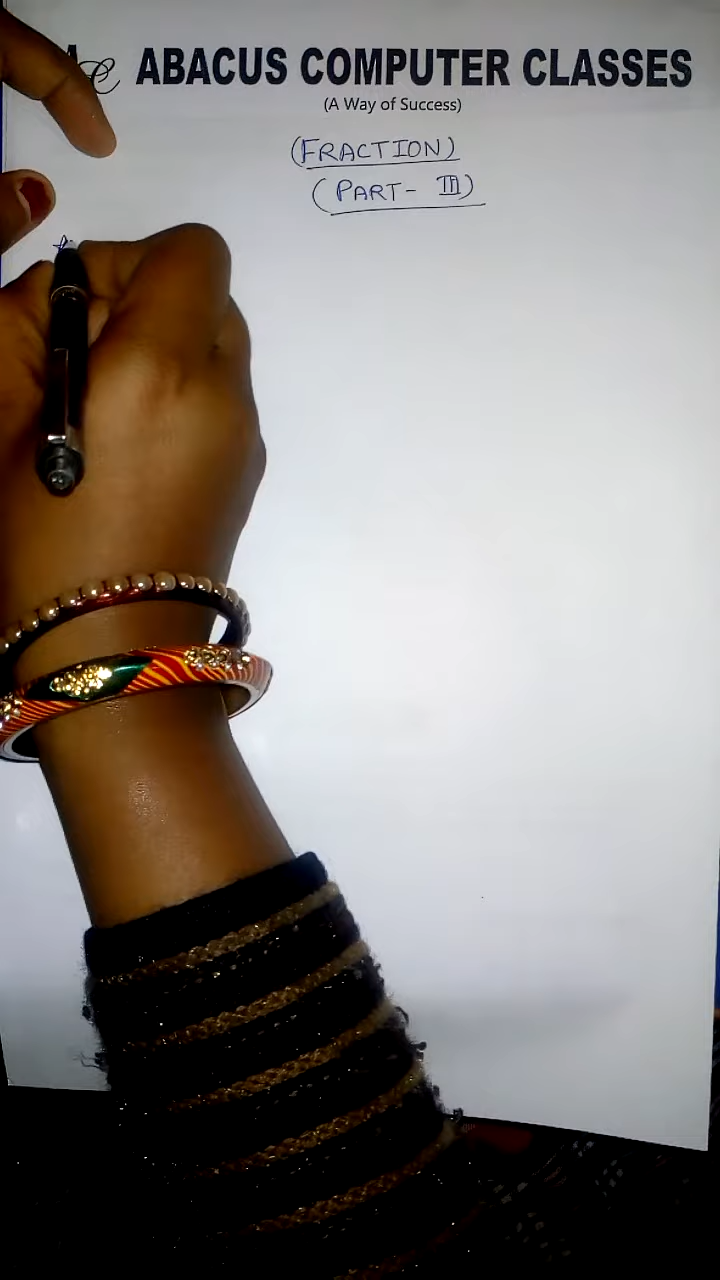 ABACUS COMPUTER CLASSES
(A Way of Success)
(FRACTION)
(PART- III)